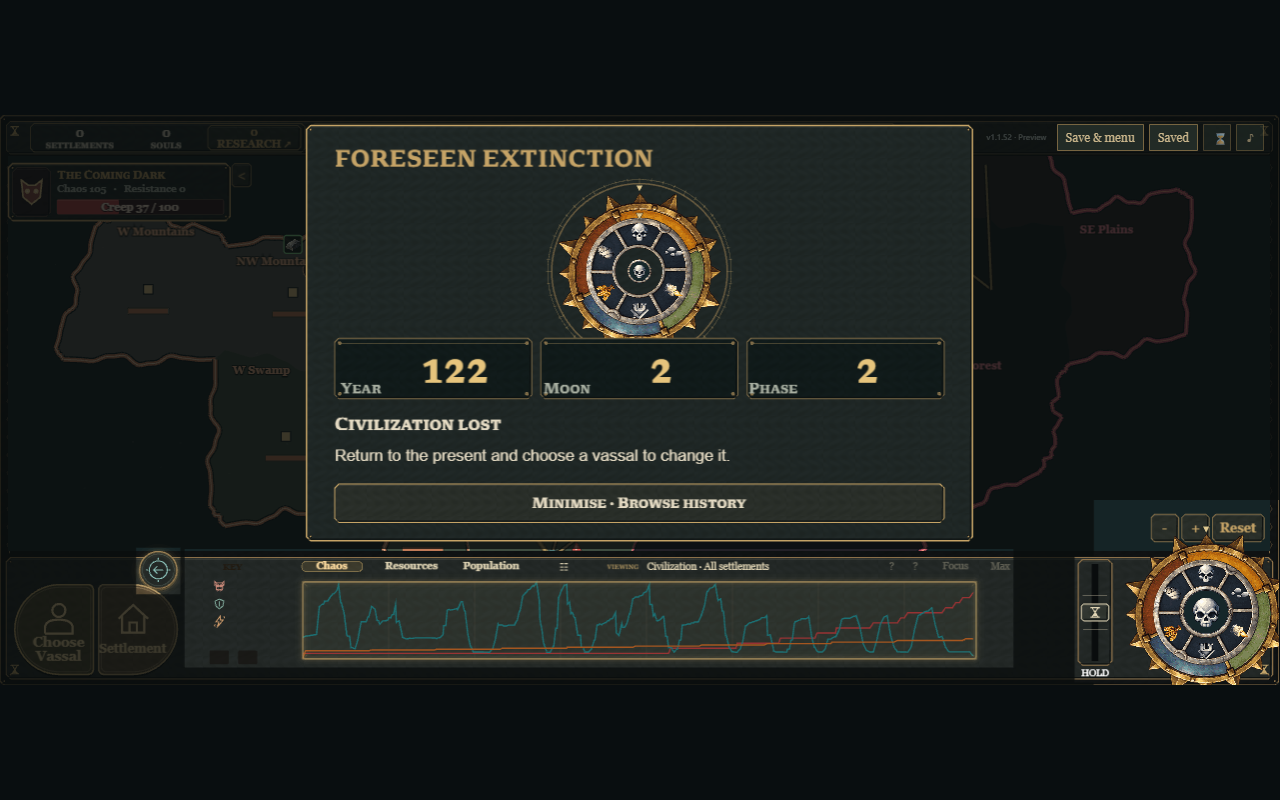 0 SETTLEMENTS
0 SOULS
0 RESEARCH ↗
v1.1.52 · Preview
Save & menu
Saved
THE COMING DARK
Chaos 105 · Resistance 0
Creep 37 / 100
<
W Mountains
W Swamp
SE Plains
FORESEEN EXTINCTION
YEAR 122
MOON 2
PHASE 2
CIVILIZATION LOST
Return to the present and choose a vassal to change it.
MINIMISE · BROWSE HISTORY
- + Reset
KEY
Chaos Resources Population
VIEWING Civilization · All settlements
? ? Focus Max
Choose Vassal
Settlement
HOLD